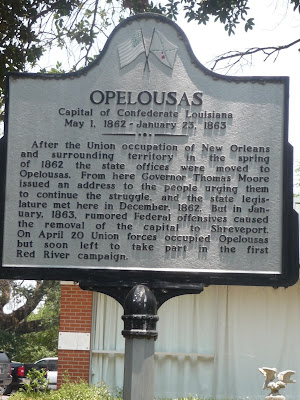 OPELOUSAS
Capital of Confederate Louisiana
May 1, 1862 - January 23, 1863
After the Union occupation of New Orleans
and surrounding territory in the spring
of 1862 the state offices were moved to
Opelousas. From here Governor Thomas Moore
issued an address to the people urging them
to continue the struggle, and the state legis-
lature met here in December, 1862. But in Jan-
uary, 1863, rumored Federal offensives caused
the removal of the capital to Shreveport.
On April 20 Union forces occupied Opelousas
but soon left to take part in the first
Red River campaign.